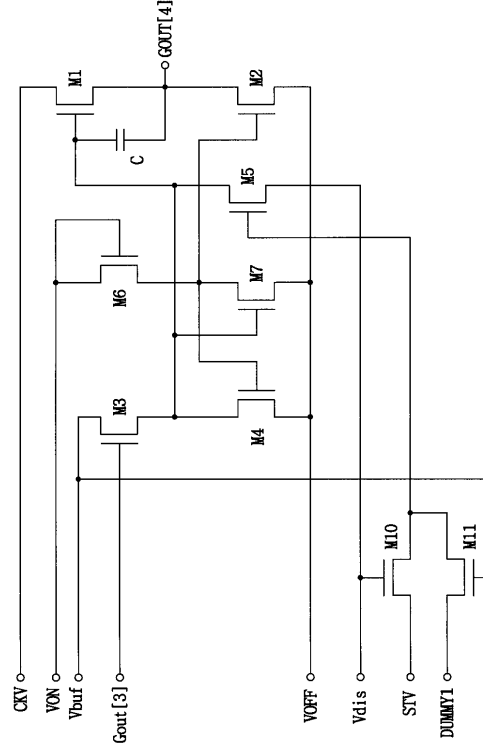 CKV
VON
Vbuf
Gout[3]
VOFF
Vdis
STV
DUMMY1
M1
GOUT[4]
C
M2
M5
M6
M7
M3
M4
M10
M11